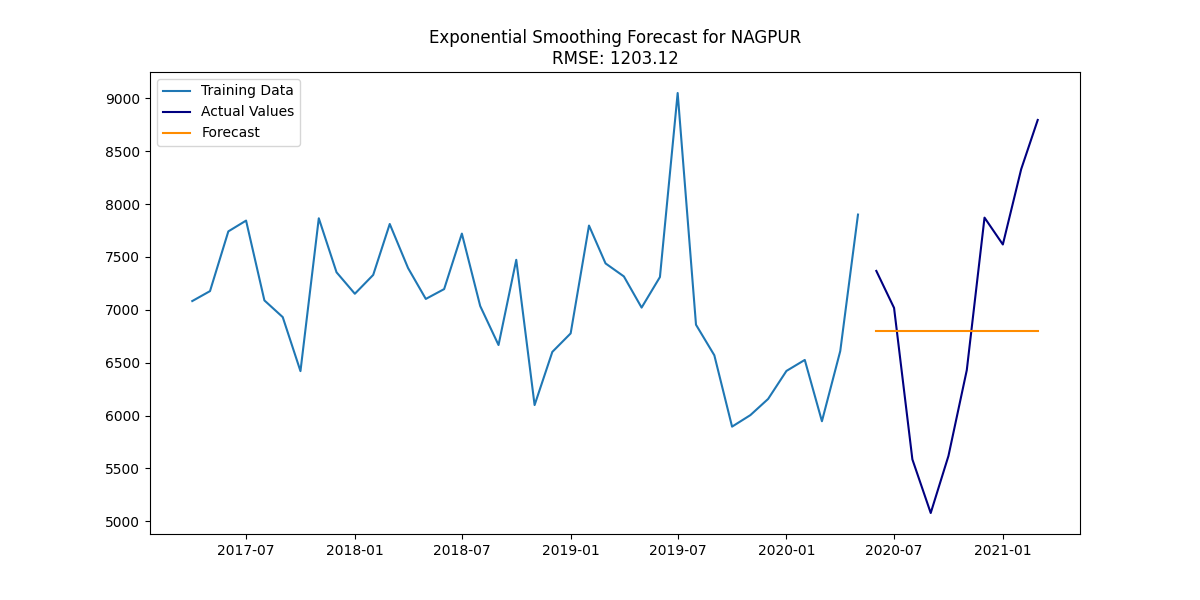 Exponential Smoothing Forecast for NAGPUR
RMSE: 1203.12
Training Data
Actual Values
Forecast
9000
8500
8000
7500
7000
6500
6000
5500
5000
2017-07 2018-01 2018-07 2019-01 2019-07 2020-01 2020-07 2021-01